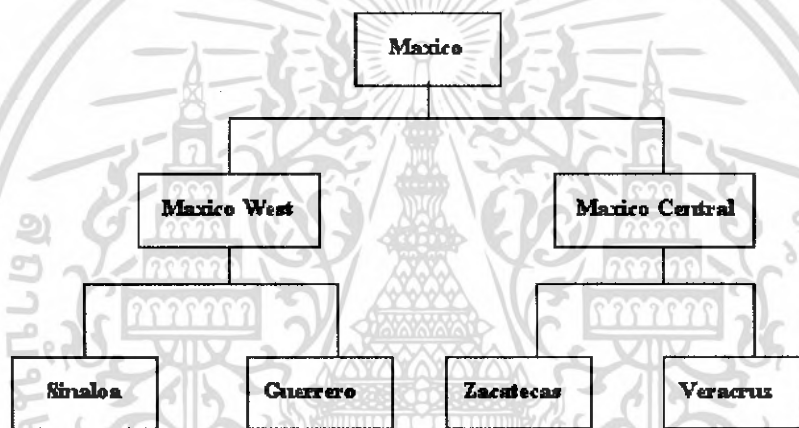 Maxico
Maxico West
Maxico Central
Sinaloa
Guerrero
Zacatecas
Veracruz